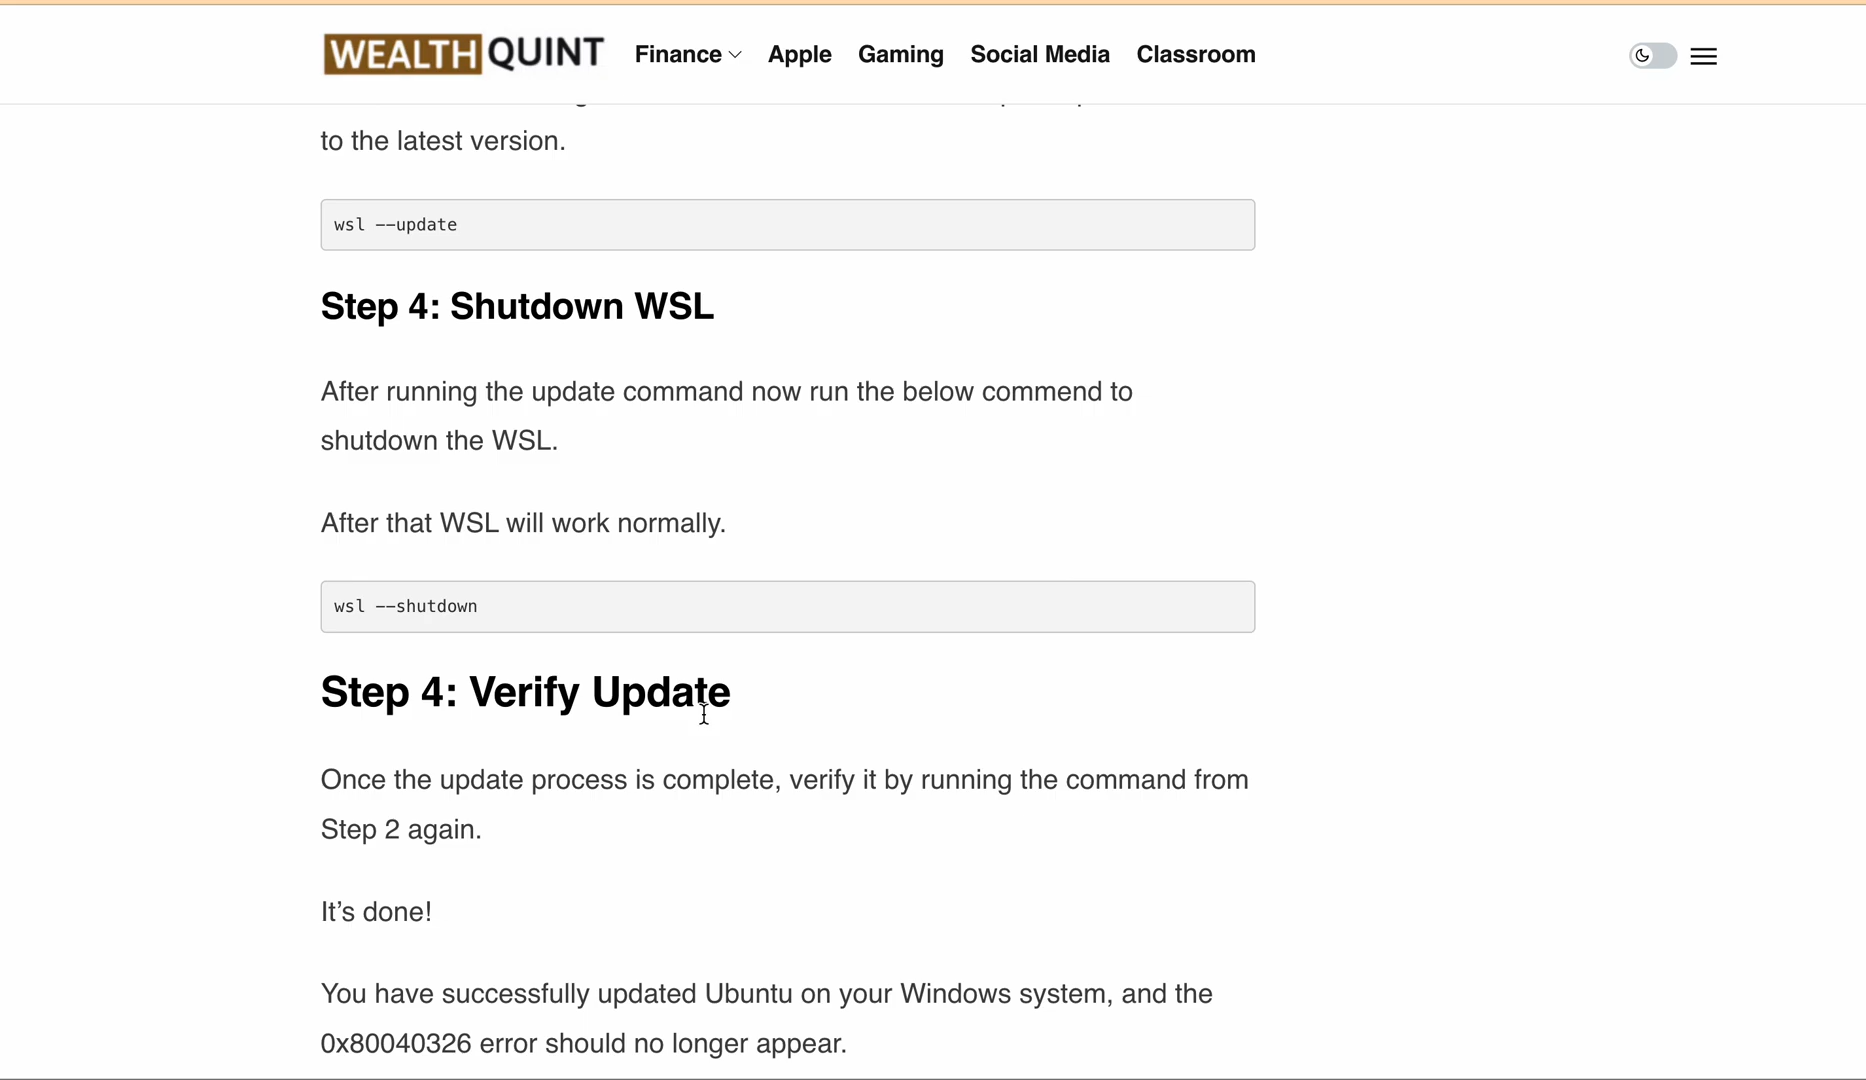 WEALTH QUINT Finance Apple Gaming Social Media Classroom
to the latest version.
wsl --update
Step 4: Shutdown WSL
After running the update command now run the below commend to
shutdown the WSL.
After that WSL will work normally.
wsl --shutdown
Step 4: Verify Update
Once the update process is complete, verify it by running the command from
Step 2 again.
It’s done!
You have successfully updated Ubuntu on your Windows system, and the
0x80040326 error should no longer appear.